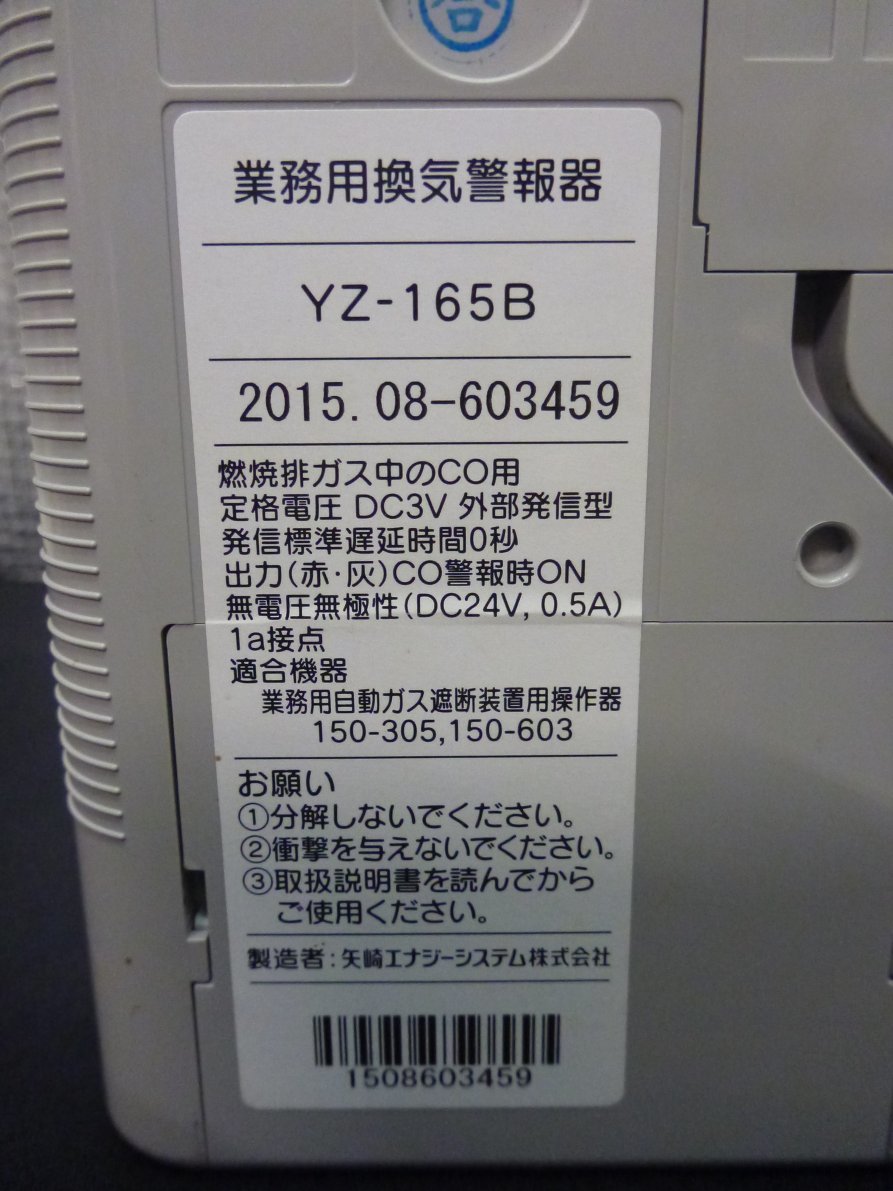 合
業務用換気警報器
YZ-165B
2015.08-603459
燃焼排ガス中のCO用
定格電圧 DC3V 外部発信型
発信標準遅延時間0秒
出力(赤・灰)CO警報時ON
無電圧無極性(DC24V, 0.5A)
1a接点
適合機器
業務用自動ガス遮断装置用操作器
150-305,150-603
お願い
①分解しないでください。
②衝撃を与えないでください。
③取扱説明書を読んでから
ご使用ください。
製造者:矢崎エナジーシステム株式会社
1508603459